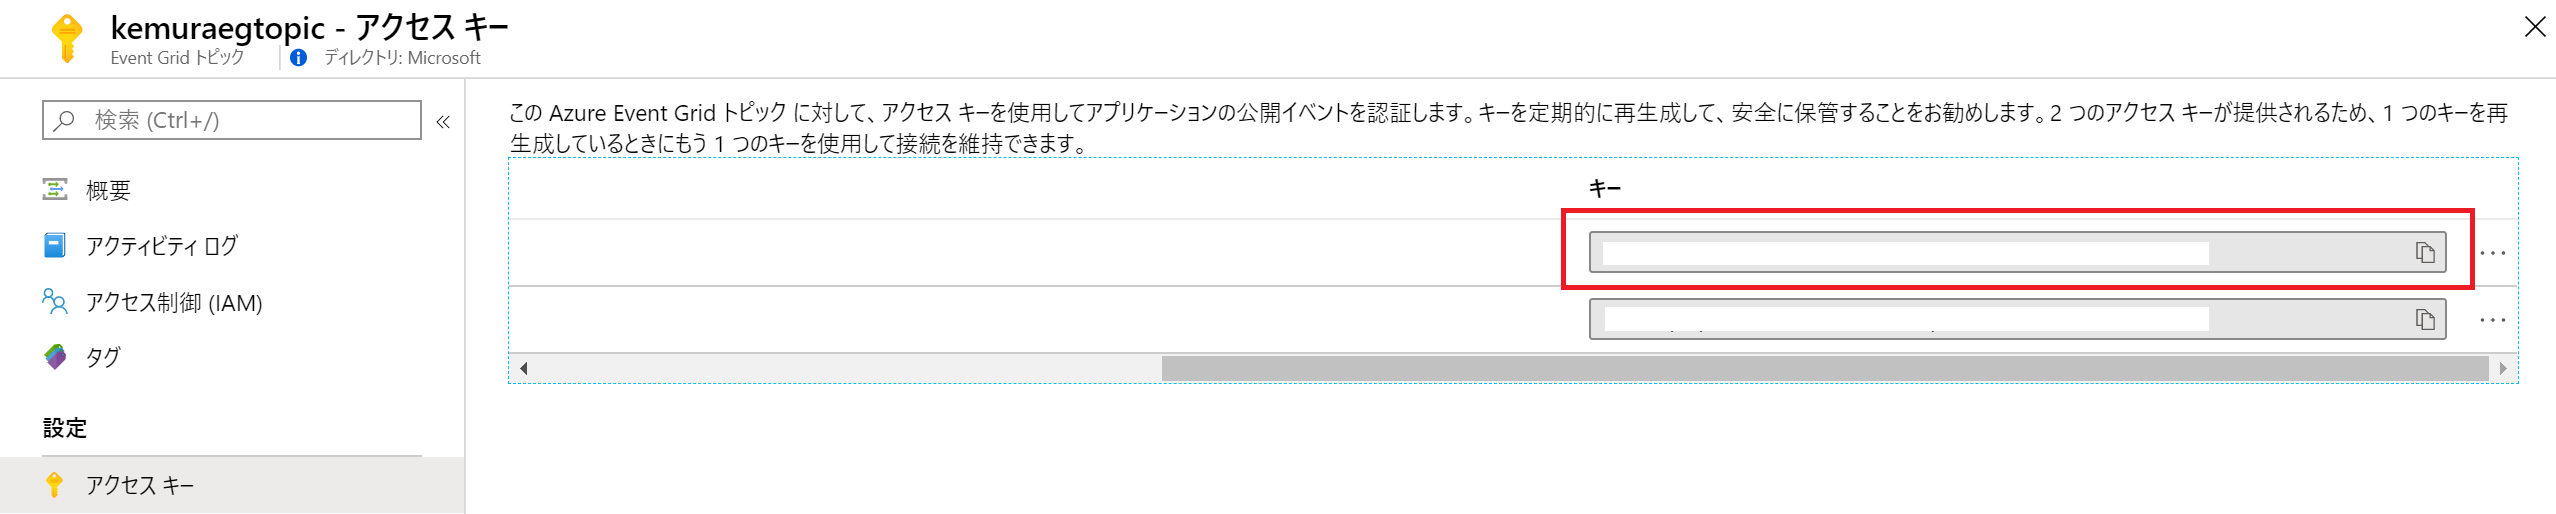 kemuraegtopic - アクセス キー
Event Grid トピック
ディレクトリ: Microsoft
検索 (Ctrl+/)
概要
アクティビティ ログ
アクセス制御 (IAM)
タグ
設定
アクセス キー
この Azure Event Grid トピック に対して、アクセス キーを使用してアプリケーションの公開イベントを認証します。キーを定期的に再生成して、安全に保管することをお勧めします。2 つのアクセス キーが提供されるため、1 つのキーを再
生成しているときにもう 1 つのキーを使用して接続を維持できます。
キー